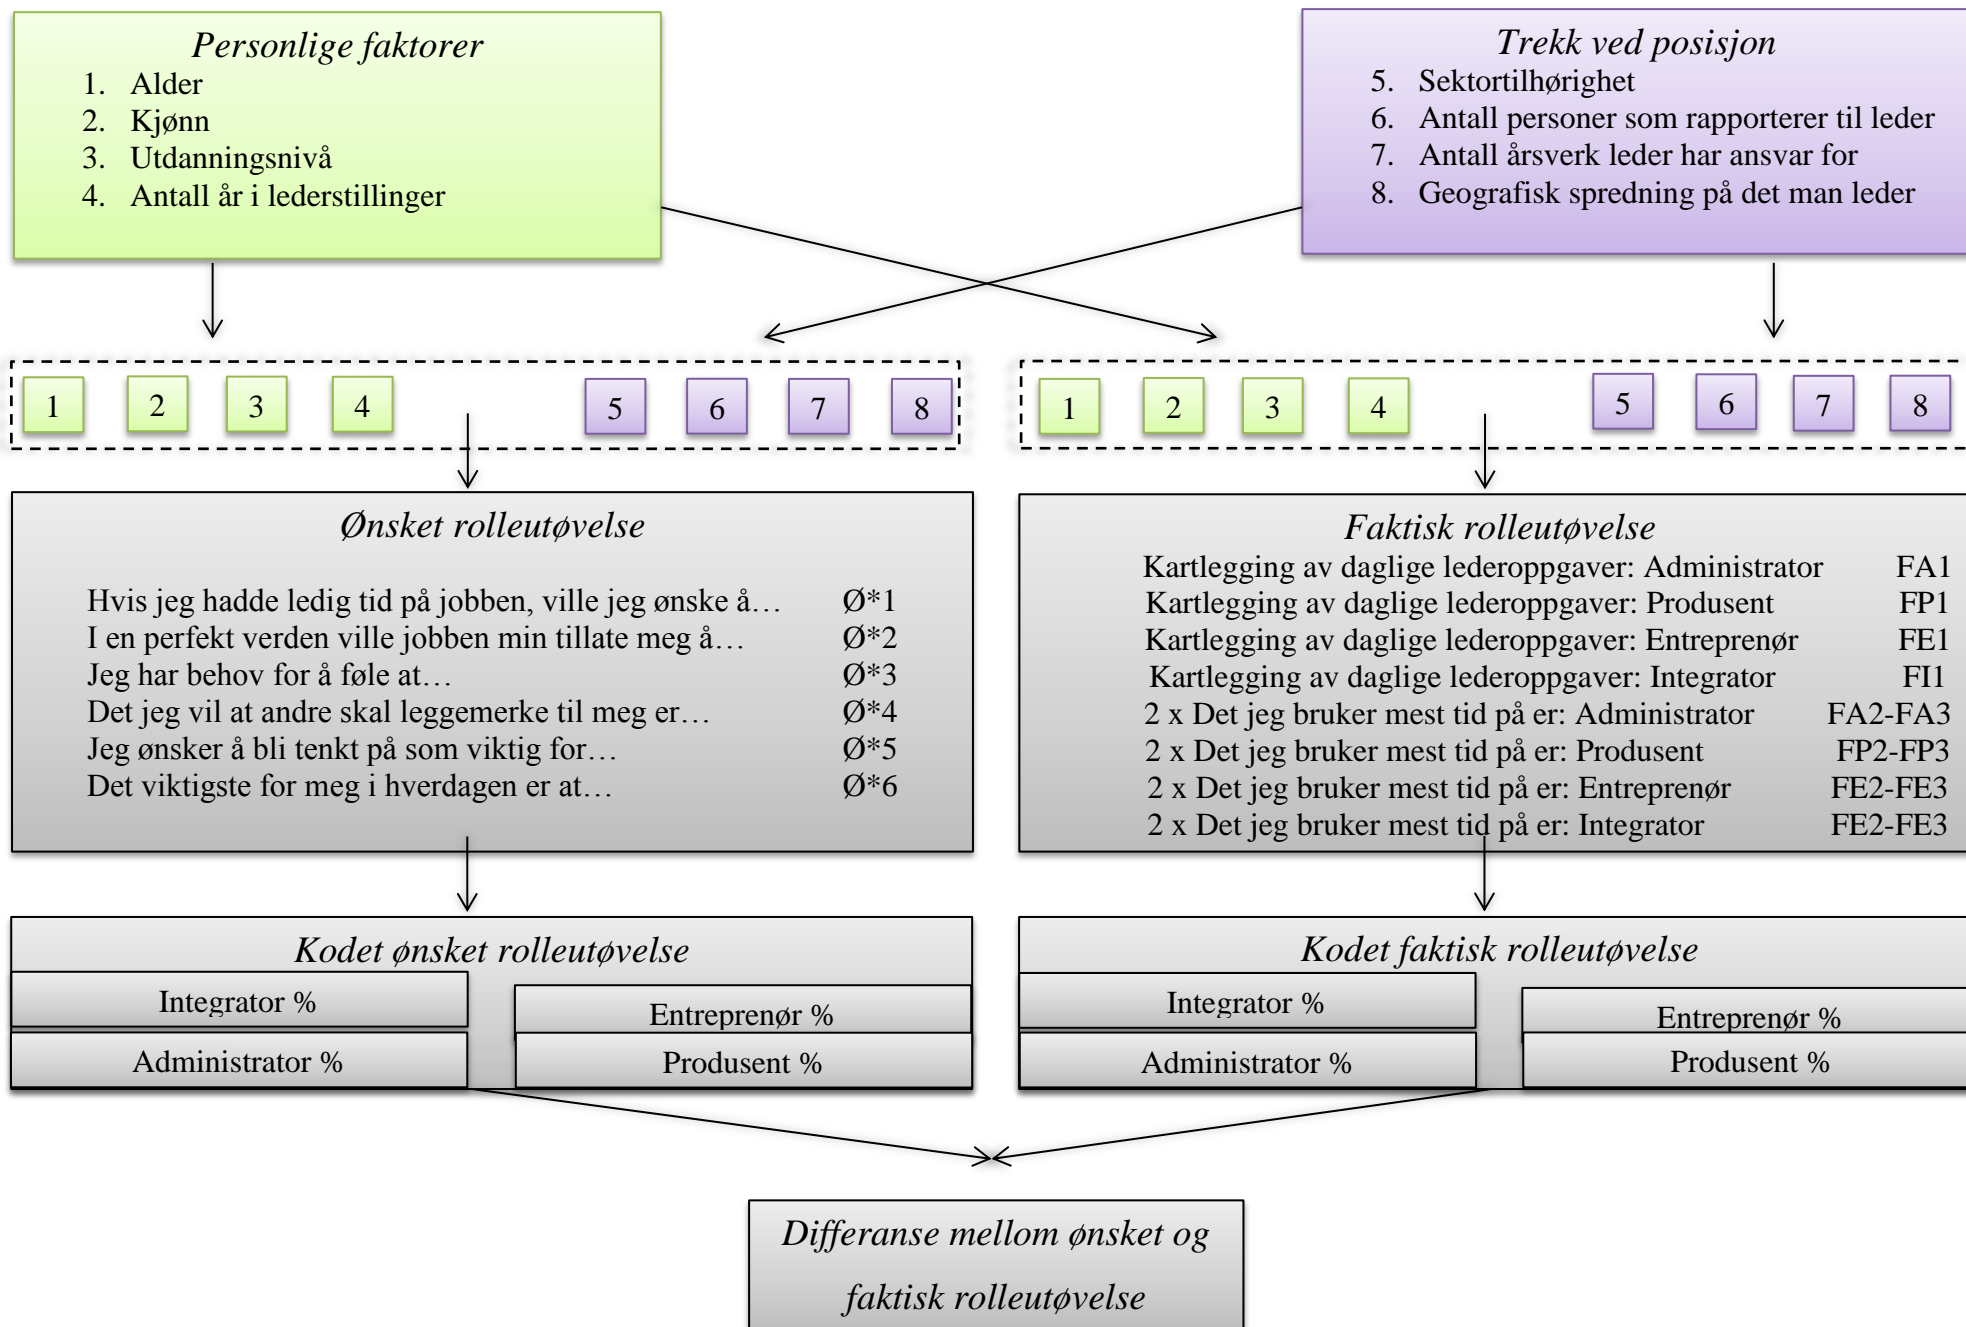 Personlige faktorer
1. Alder
2. Kjønn
3. Utdanningsnivå
4. Antall år i lederstillinger
Trekk ved posisjon
5. Sektortilhørighet
6. Antall personer som rapporterer til leder
7. Antall årsverk leder har ansvar for
8. Geografisk spredning på det man leder
1 2 3 4 5 6 7 8
1 2 3 4 5 6 7 8
Ønsket rolleutøvelse
Hvis jeg hadde ledig tid på jobben, ville jeg ønske å… Ø*1
I en perfekt verden ville jobben min tillate meg å… Ø*2
Jeg har behov for å føle at… Ø*3
Det jeg vil at andre skal leggemerke til meg er… Ø*4
Jeg ønsker å bli tenkt på som viktig for… Ø*5
Det viktigste for meg i hverdagen er at… Ø*6
Faktisk rolleutøvelse
Kartlegging av daglige lederoppgaver: Administrator FA1
Kartlegging av daglige lederoppgaver: Produsent FP1
Kartlegging av daglige lederoppgaver: Entreprenør FE1
Kartlegging av daglige lederoppgaver: Integrator FI1
2 x Det jeg bruker mest tid på er: Administrator FA2-FA3
2 x Det jeg bruker mest tid på er: Produsent FP2-FP3
2 x Det jeg bruker mest tid på er: Entreprenør FE2-FE3
2 x Det jeg bruker mest tid på er: Integrator FE2-FE3
Kodet ønsket rolleutøvelse
Integrator %
Entreprenør %
Administrator %
Produsent %
Kodet faktisk rolleutøvelse
Integrator %
Entreprenør %
Administrator %
Produsent %
Differanse mellom ønsket og
faktisk rolleutøvelse